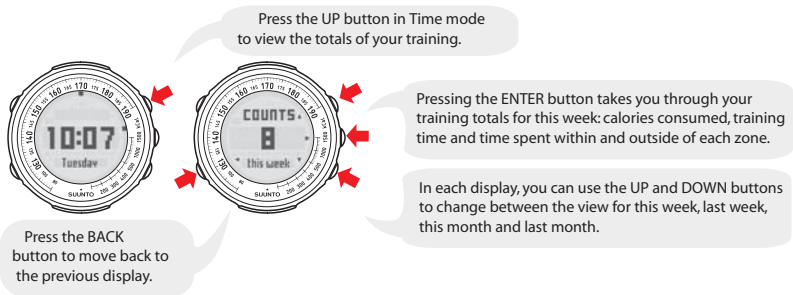 Press the UP button in Time mode
to view the totals of your training.
10:07
Tuesday
SUUNTO
COUNTS
8
this week
SUUNTO
Pressing the ENTER button takes you through your
training totals for this week: calories consumed, training
time and time spent within and outside of each zone.
In each display, you can use the UP and DOWN buttons
to change between the view for this week, last week,
this month and last month.
Press the BACK
button to move back to
the previous display.